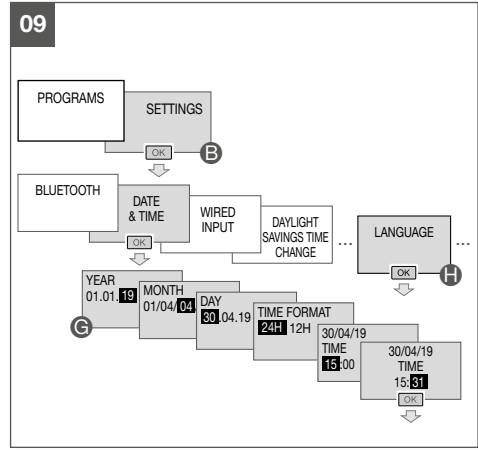 09
PROGRAMS
SETTINGS
OK
B
BLUETOOTH
DATE
& TIME
OK
WIRED
INPUT
DAYLIGHT
SAVINGS TIME
CHANGE
...
LANGUAGE
...
OK
H
YEAR
01.01.19
G
MONTH
01/04/04
DAY
30.04.19
TIME FORMAT
24H 12H
30/04/19
TIME
15:00
30/04/19
TIME
15:31
OK